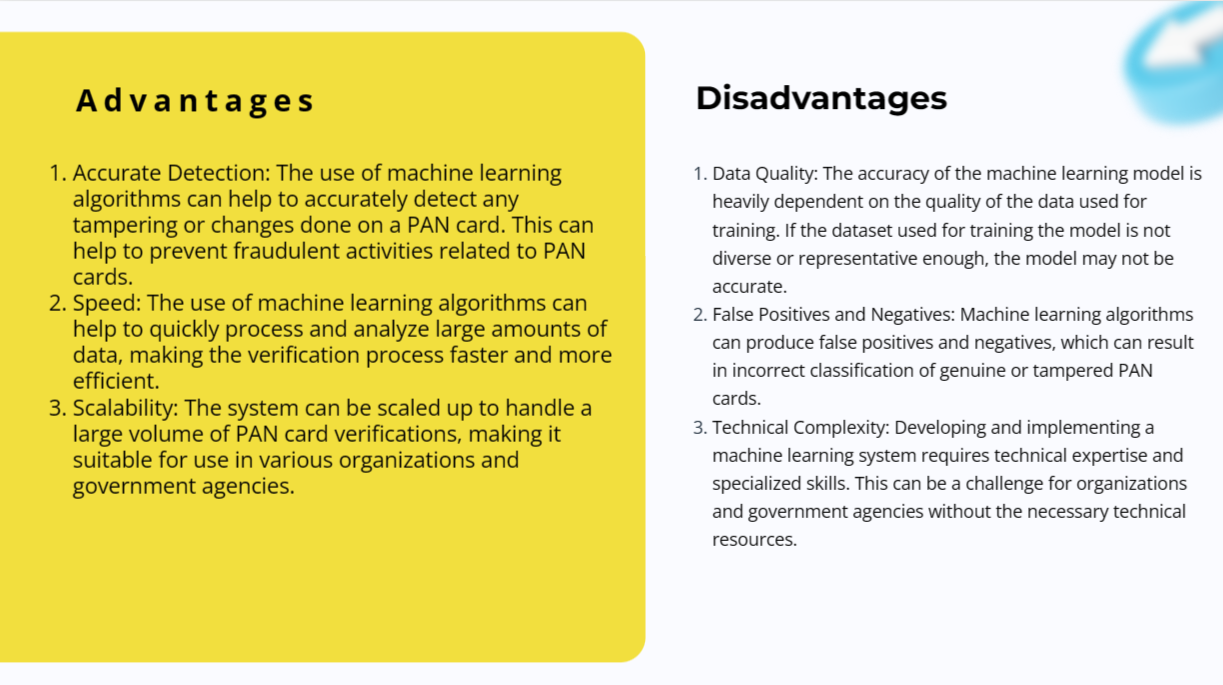 Advantages
1. Accurate Detection: The use of machine learning
algorithms can help to accurately detect any
tampering or changes done on a PAN card. This can
help to prevent fraudulent activities related to PAN
cards.
2. Speed: The use of machine learning algorithms can
help to quickly process and analyze large amounts of
data, making the verification process faster and more
efficient.
3. Scalability: The system can be scaled up to handle a
large volume of PAN card verifications, making it
suitable for use in various organizations and
government agencies.
Disadvantages
1. Data Quality: The accuracy of the machine learning model is
heavily dependent on the quality of the data used for
training. If the dataset used for training the model is not
diverse or representative enough, the model may not be
accurate.
2. False Positives and Negatives: Machine learning algorithms
can produce false positives and negatives, which can result
in incorrect classification of genuine or tampered PAN
cards.
3. Technical Complexity: Developing and implementing a
machine learning system requires technical expertise and
specialized skills. This can be a challenge for organizations
and government agencies without the necessary technical
resources.